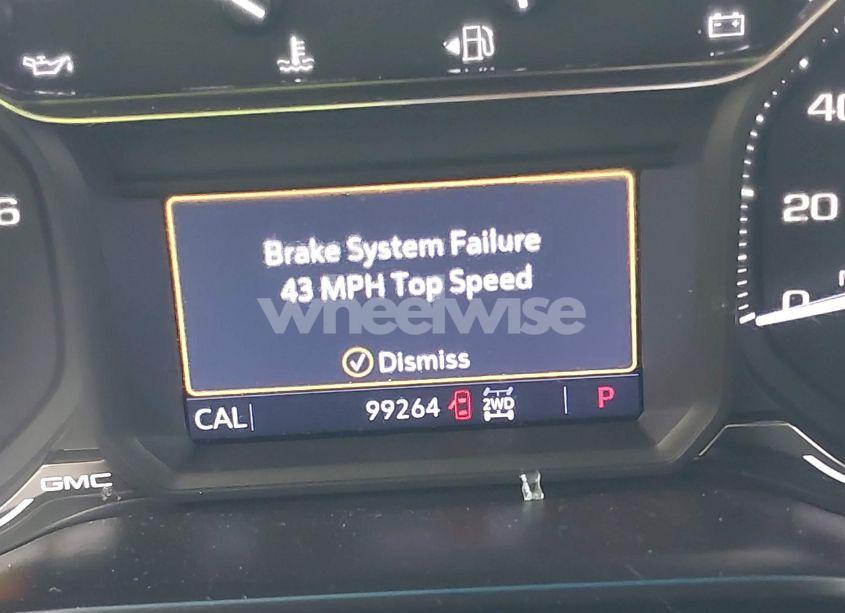 6
40
20
0
Brake System Failure
43 MPH Top Speed
wheelwise
Dismiss
CAL 99264 2WD P
GMC